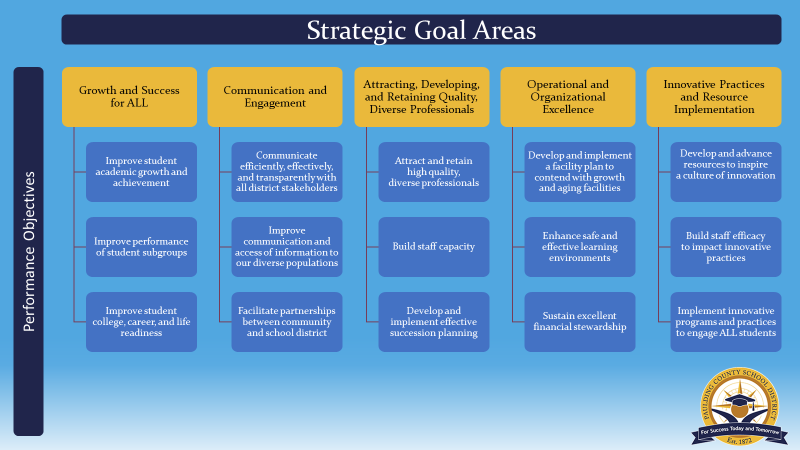 Strategic Goal Areas
Performance Objectives
Growth and Success
for ALL
Improve student
academic growth and
achievement
Improve performance
of student subgroups
Improve student
college, career, and life
readiness
Communication and
Engagement
Communicate
efficiently, effectively,
and transparently with
all district stakeholders
Improve
communication and
access of information to
our diverse populations
Facilitate partnerships
between community
and school district
Attracting, Developing,
and Retaining Quality,
Diverse Professionals
Attract and retain
high quality,
diverse professionals
Build staff capacity
Develop and
implement effective
succession planning
Operational and
Organizational
Excellence
Develop and implement
a facility plan to
contend with growth
and aging facilities
Enhance safe and
effective learning
environments
Sustain excellent
financial stewardship
Innovative Practices
and Resource
Implementation
Develop and advance
resources to inspire
a culture of innovation
Build staff efficacy
to impact innovative
practices
Implement innovative
programs and practices
to engage ALL students
PAULDING COUNTY SCHOOL DISTRICT
For Success Today and Tomorrow
Est. 1872